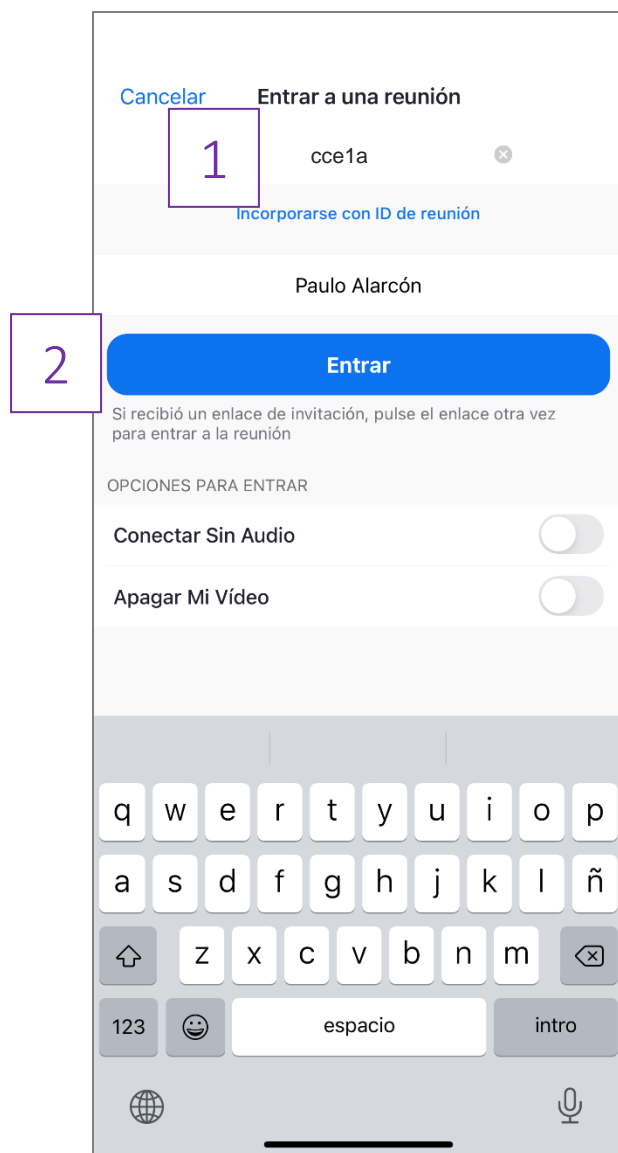 Cancelar Entrar a una reunión
1 cce1a
Incorporarse con ID de reunión
Paulo Alarcón
2 Entrar
Si recibió un enlace de invitación, pulse el enlace otra vez
para entrar a la reunión
OPCIONES PARA ENTRAR
Conectar Sin Audio
Apagar Mi Vídeo
q w e r t y u i o p
a s d f g h j k l ñ
z x c v b n m
123 espacio intro